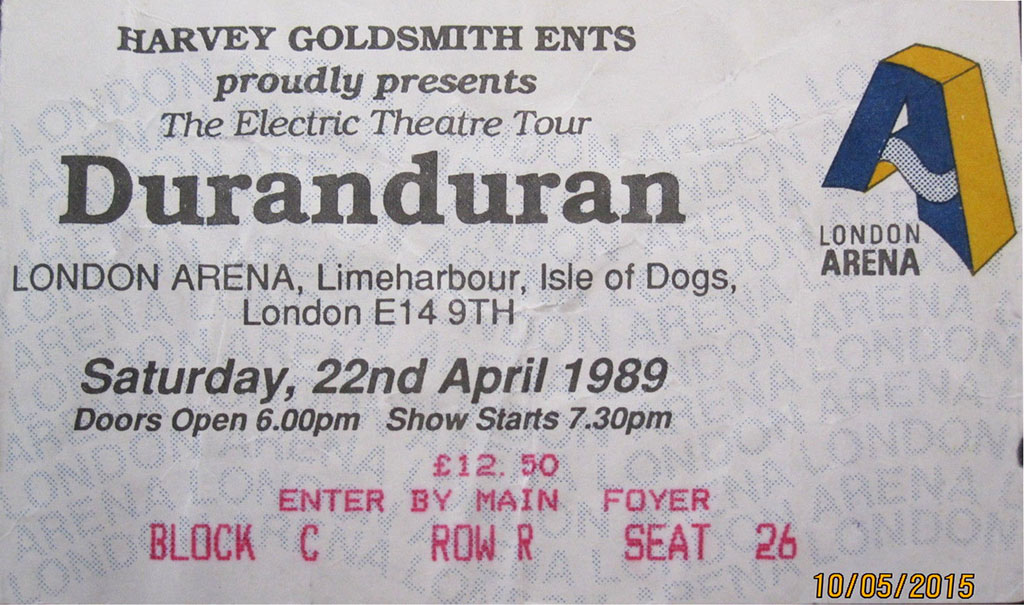 HARVEY GOLDSMITH ENTS
proudly presents
The Electric Theatre Tour
Duranduran
LONDON ARENA, Limeharbour, Isle of Dogs,
London E14 9TH
Saturday, 22nd April 1989
Doors Open 6.00pm Show Starts 7.30pm
£12.50
ENTER BY MAIN FOYER
BLOCK C ROW R SEAT 26
LONDON
ARENA
10/05/2015